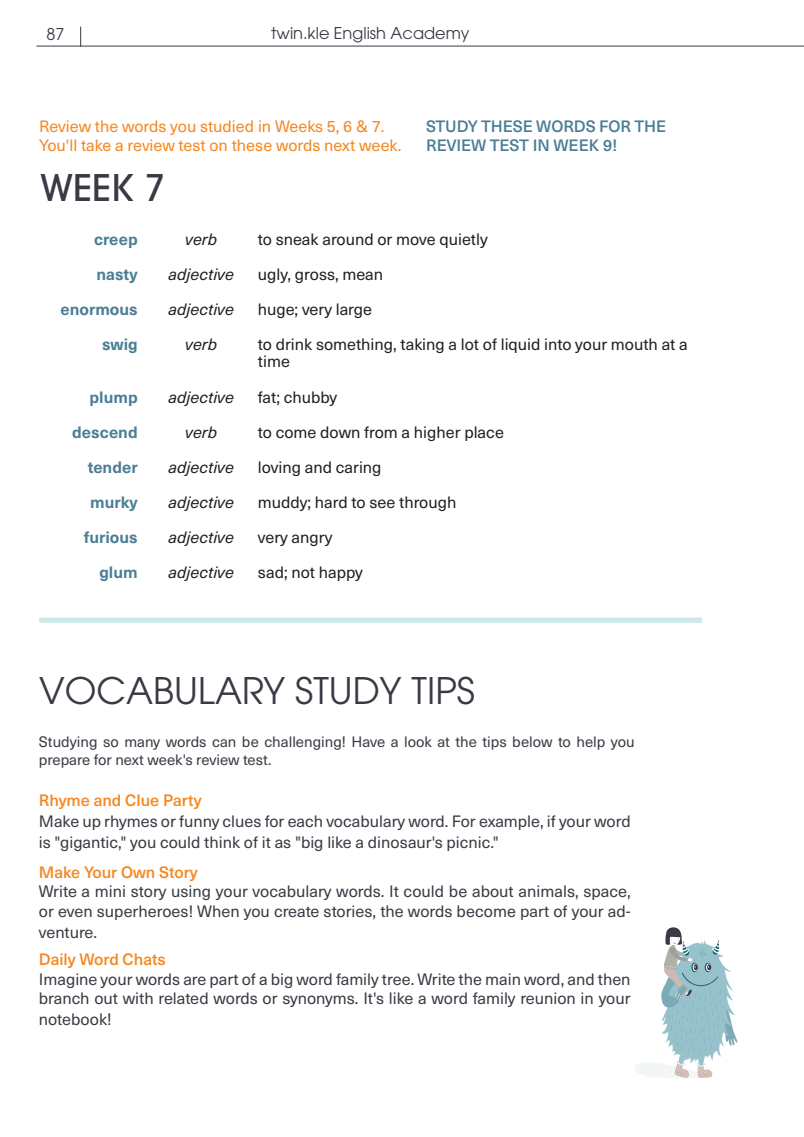 87
twin.kle English Academy
Review the words you studied in Weeks 5, 6 & 7.
You'll take a review test on these words next week.
STUDY THESE WORDS FOR THE
REVIEW TEST IN WEEK 9!
WEEK 7
creep verb to sneak around or move quietly
nasty adjective ugly, gross, mean
enormous adjective huge; very large
swig verb to drink something, taking a lot of liquid into your mouth at a
time
plump adjective fat; chubby
descend verb to come down from a higher place
tender adjective loving and caring
murky adjective muddy; hard to see through
furious adjective very angry
glum adjective sad; not happy
VOCABULARY STUDY TIPS
Studying so many words can be challenging! Have a look at the tips below to help you
prepare for next week's review test.
Rhyme and Clue Party
Make up rhymes or funny clues for each vocabulary word. For example, if your word
is "gigantic," you could think of it as "big like a dinosaur's picnic."
Make Your Own Story
Write a mini story using your vocabulary words. It could be about animals, space,
or even superheroes! When you create stories, the words become part of your ad-
venture.
Daily Word Chats
Imagine your words are part of a big word family tree. Write the main word, and then
branch out with related words or synonyms. It's like a word family reunion in your
notebook!